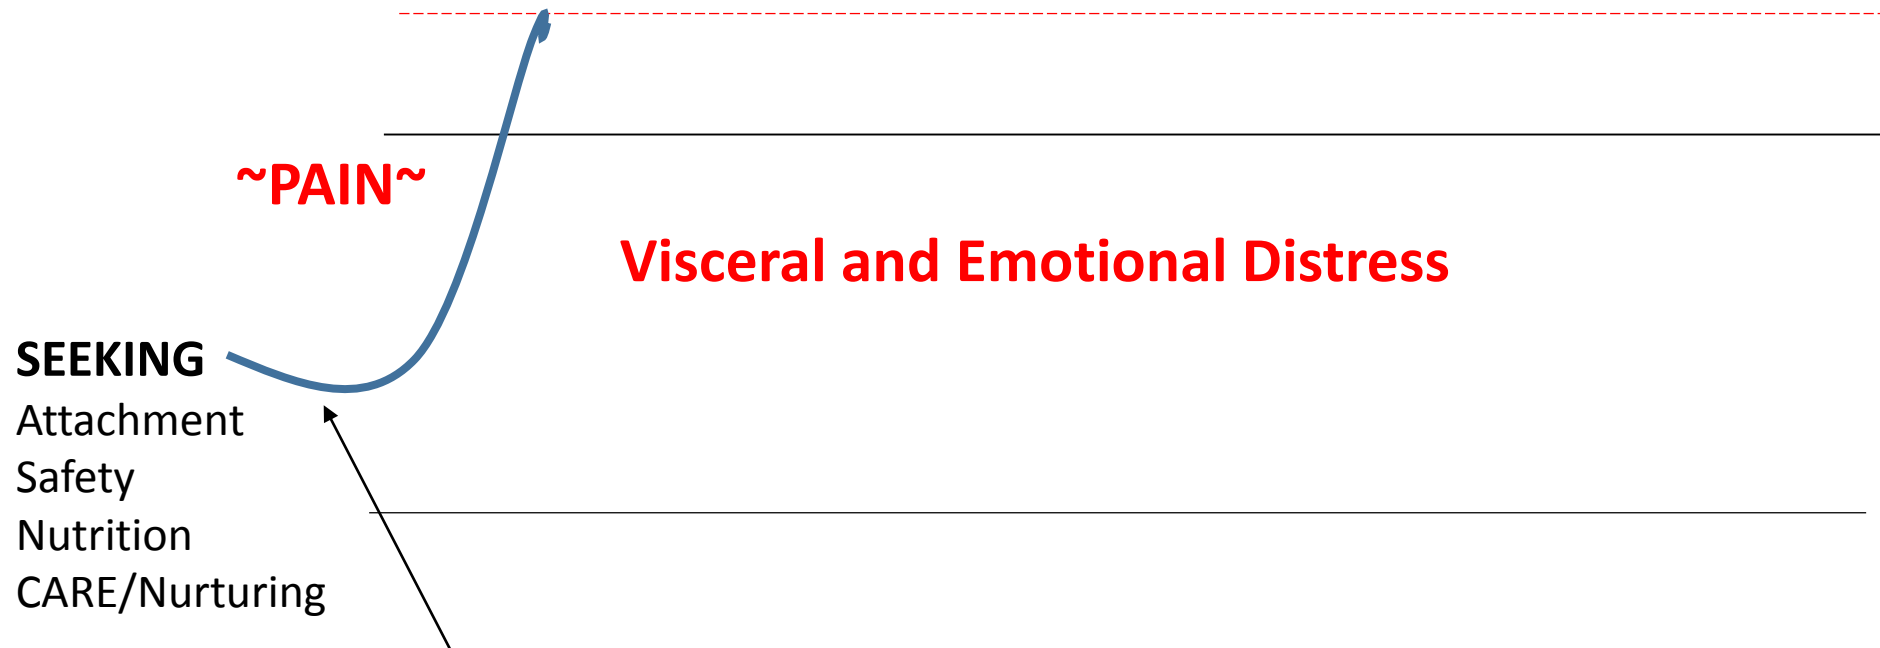 ~PAIN~
Visceral and Emotional Distress
SEEKING
Attachment
Safety
Nutrition
CARE/Nurturing